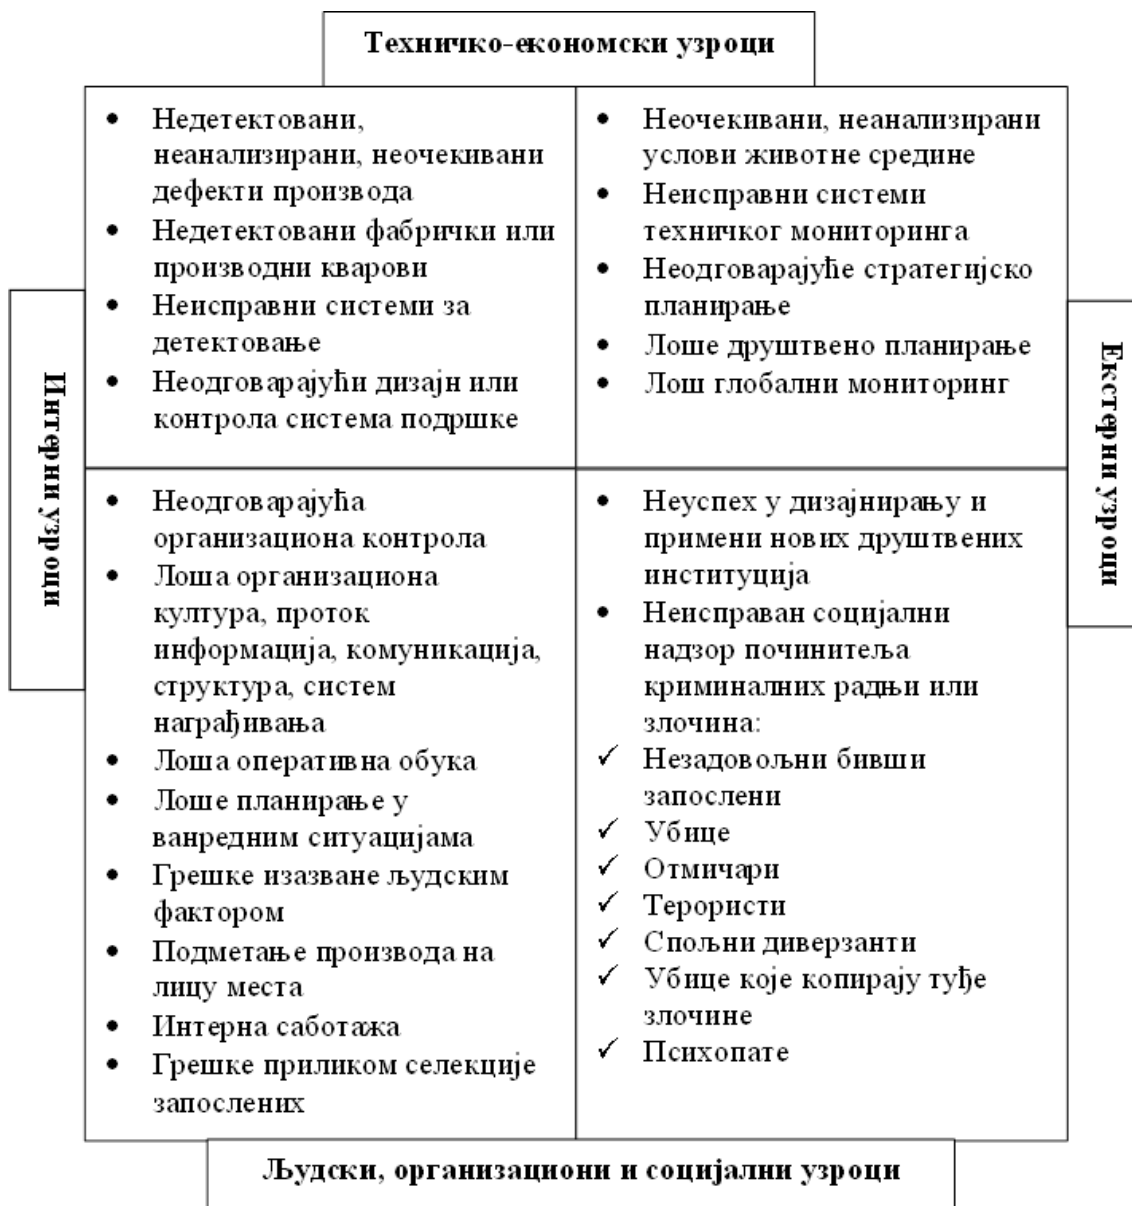 Техничко-економски узроци
• Недетектовани,
неанализирани, неочекивани
дефекти производа
• Недетектовани фабрички или
производни кварови
• Неисправни системи за
детектовање
• Неодговарајући дизајн или
контрола система подршке
• Неочекивани, неанализирани
услови животне средине
• Неисправни системи
техничког мониторинга
• Неодговарајуће стратегијско
планирање
• Лоше друштвено планирање
• Лош глобални мониторинг
Интерни узроци
Екстерни узроци
• Неодговарајућа
организациона контрола
• Лоша организациона
култура, проток
информација, комуникација,
структура, систем
награђивања
• Лоша оперативна обука
• Лоше планирање у
ванредним ситуацијама
• Грешке изазване људским
фактором
• Подметање производа на
лицу места
• Интерна саботажа
• Грешке приликом селекције
запослених
• Неуспех у дизајнирању и
примени нових друштвених
институција
• Неисправан социјални
надзор починитеља
криминалних радњи или
злочина:
✓ Незадовољни бивши
запослени
✓ Убице
✓ Отмичари
✓ Терористи
✓ Спољни диверзанти
✓ Убице које копирају туђе
злочине
✓ Психопате
Људски, организациони и социјални узроци